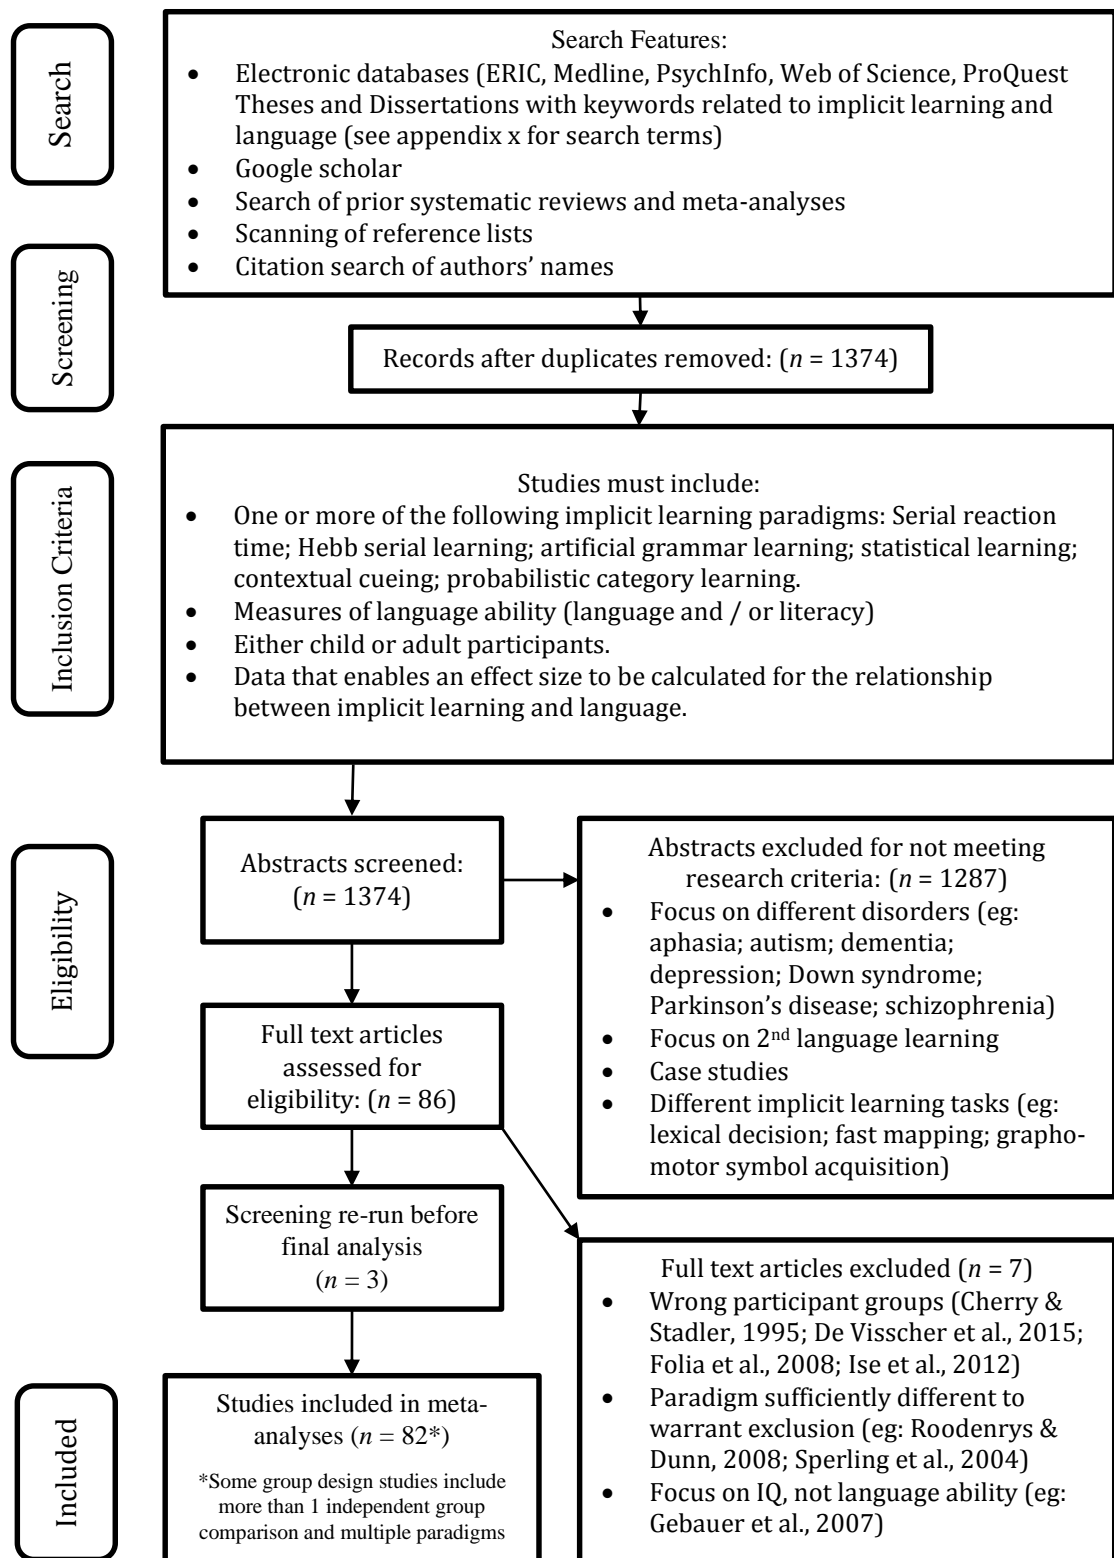 Search
Search Features:
• Electronic databases (ERIC, Medline, PsychInfo, Web of Science, ProQuest
Theses and Dissertations with keywords related to implicit learning and
language (see appendix x for search terms)
• Google scholar
• Search of prior systematic reviews and meta-analyses
• Scanning of reference lists
• Citation search of authors’ names
Screening
Records after duplicates removed: (n = 1374)
Inclusion Criteria
Studies must include:
• One or more of the following implicit learning paradigms: Serial reaction
time; Hebb serial learning; artificial grammar learning; statistical learning;
contextual cueing; probabilistic category learning.
• Measures of language ability (language and / or literacy)
• Either child or adult participants.
• Data that enables an effect size to be calculated for the relationship
between implicit learning and language.
Eligibility
Abstracts screened:
(n = 1374)
Abstracts excluded for not meeting
research criteria: (n = 1287)
• Focus on different disorders (eg:
aphasia; autism; dementia;
depression; Down syndrome;
Parkinson’s disease; schizophrenia)
• Focus on 2nd language learning
• Case studies
• Different implicit learning tasks (eg:
lexical decision; fast mapping; grapho-
motor symbol acquisition)
Full text articles
assessed for
eligibility: (n = 86)
Screening re-run before
final analysis
(n = 3)
Full text articles excluded (n = 7)
• Wrong participant groups (Cherry &
Stadler, 1995; De Visscher et al., 2015;
Folia et al., 2008; Ise et al., 2012)
• Paradigm sufficiently different to
warrant exclusion (eg: Roodenrys &
Dunn, 2008; Sperling et al., 2004)
• Focus on IQ, not language ability (eg:
Gebauer et al., 2007)
Included
Studies included in meta-
analyses (n = 82*)
*Some group design studies include
more than 1 independent group
comparison and multiple paradigms